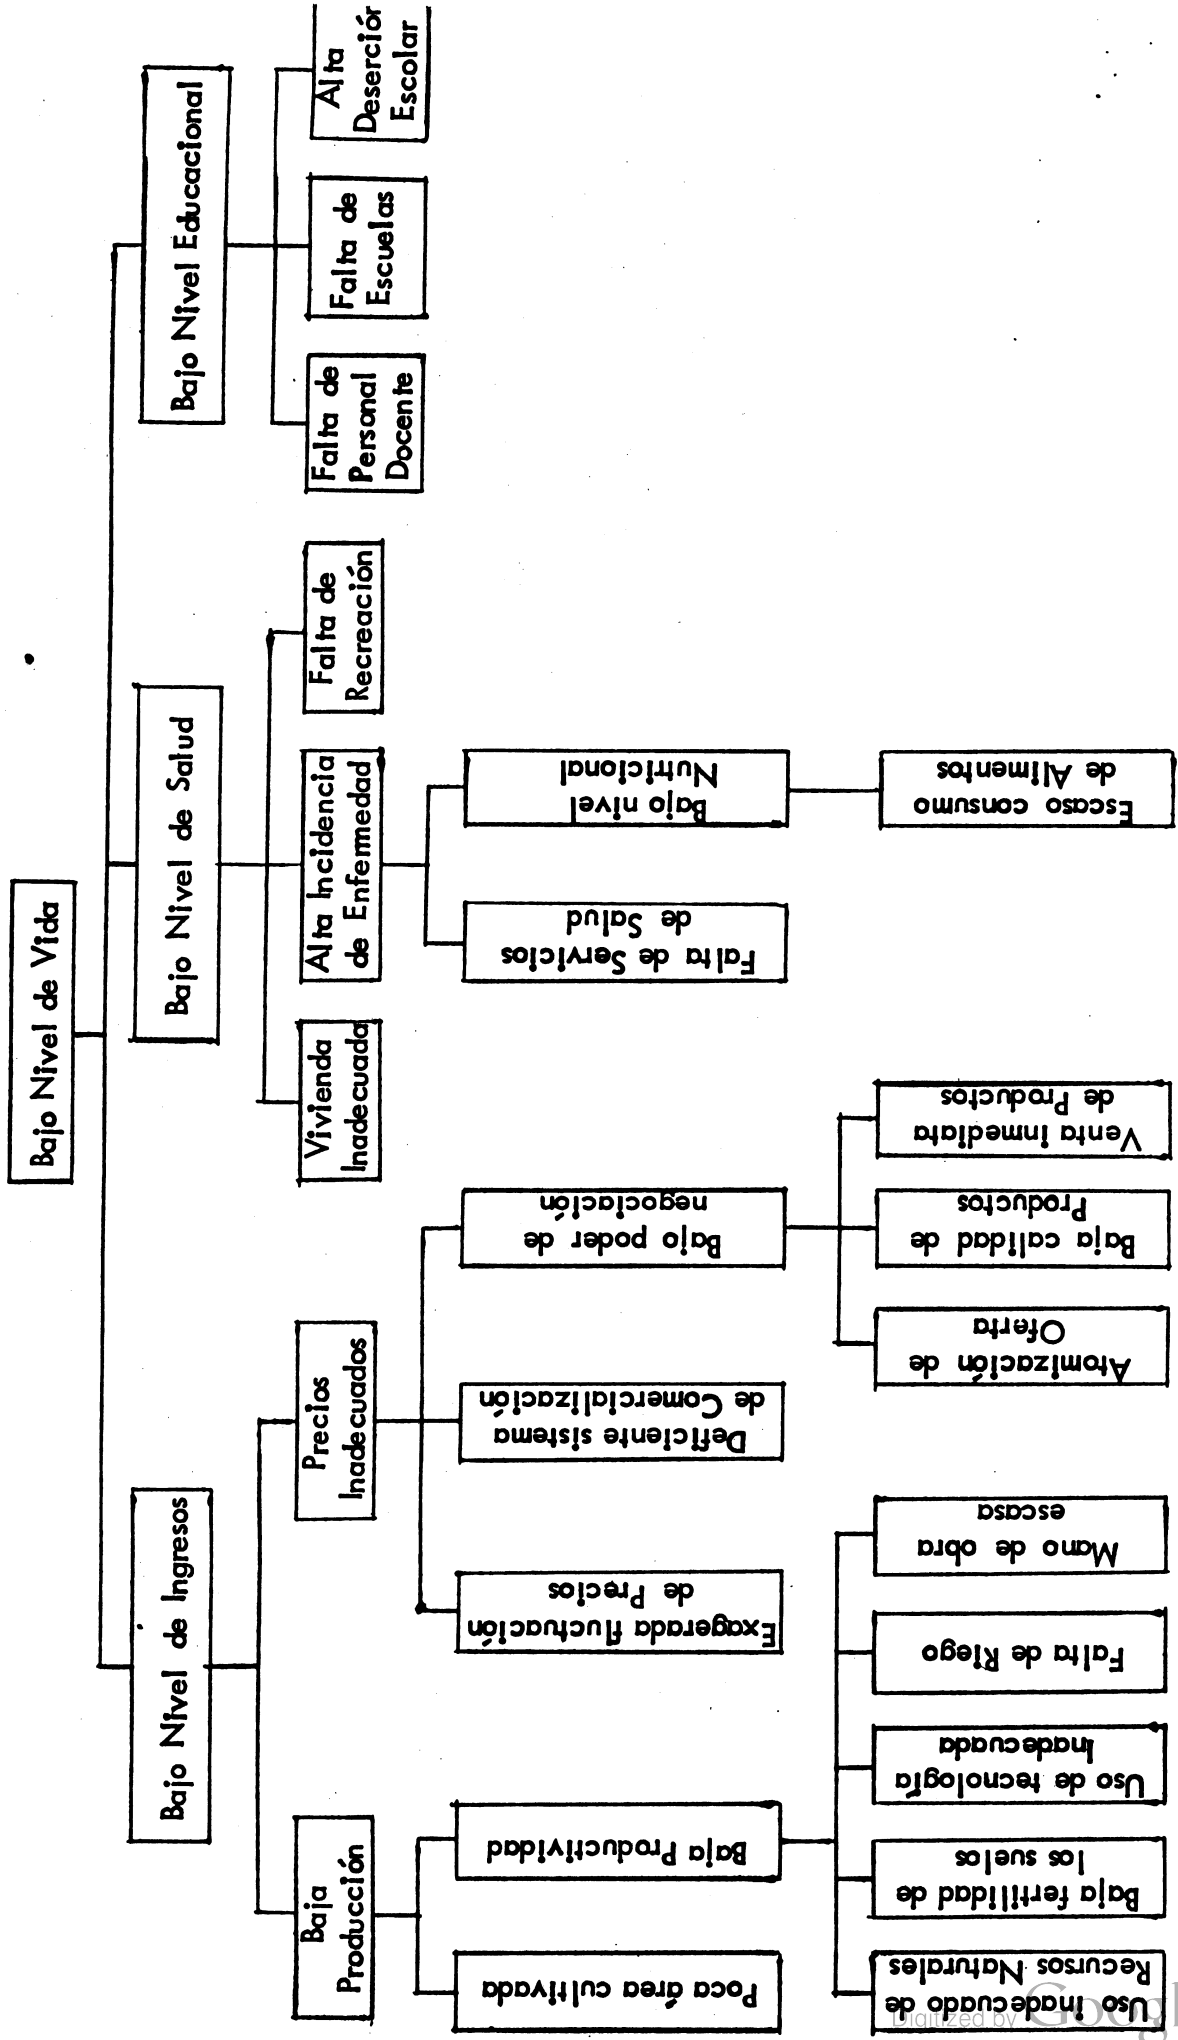 Bajo Nivel de Vida
Bajo Nivel de Ingresos
Bajo Nivel de Salud
Bajo Nivel Educacional
Baja
Producción
Precios
Inadecuados
Vivienda
Inadecuada
Alta Incidencia
de Enfermedad
Falta de
Recreación
Falta de
Personal
Docente
Falta de
Escuelas
Alta
Deserción
Escolar
Poca área cultivada
Baja Productividad
Exagerada fluctuación
de Precios
Deficiente sistema
de Comercialización
Bajo poder de
negociación
Falta de Servicios
de Salud
Bajo nivel
Nutricional
Uso inadecuado de
Recursos Naturales
Baja fertilidad de
los suelos
Uso de tecnología
Inadecuada
Falta de Riego
Mano de obra
escasa
Atomización de
Oferta
Baja calidad de
Productos
Venta inmediata
de Productos
Escaso consumo
de Alimentos
Digitized by Google